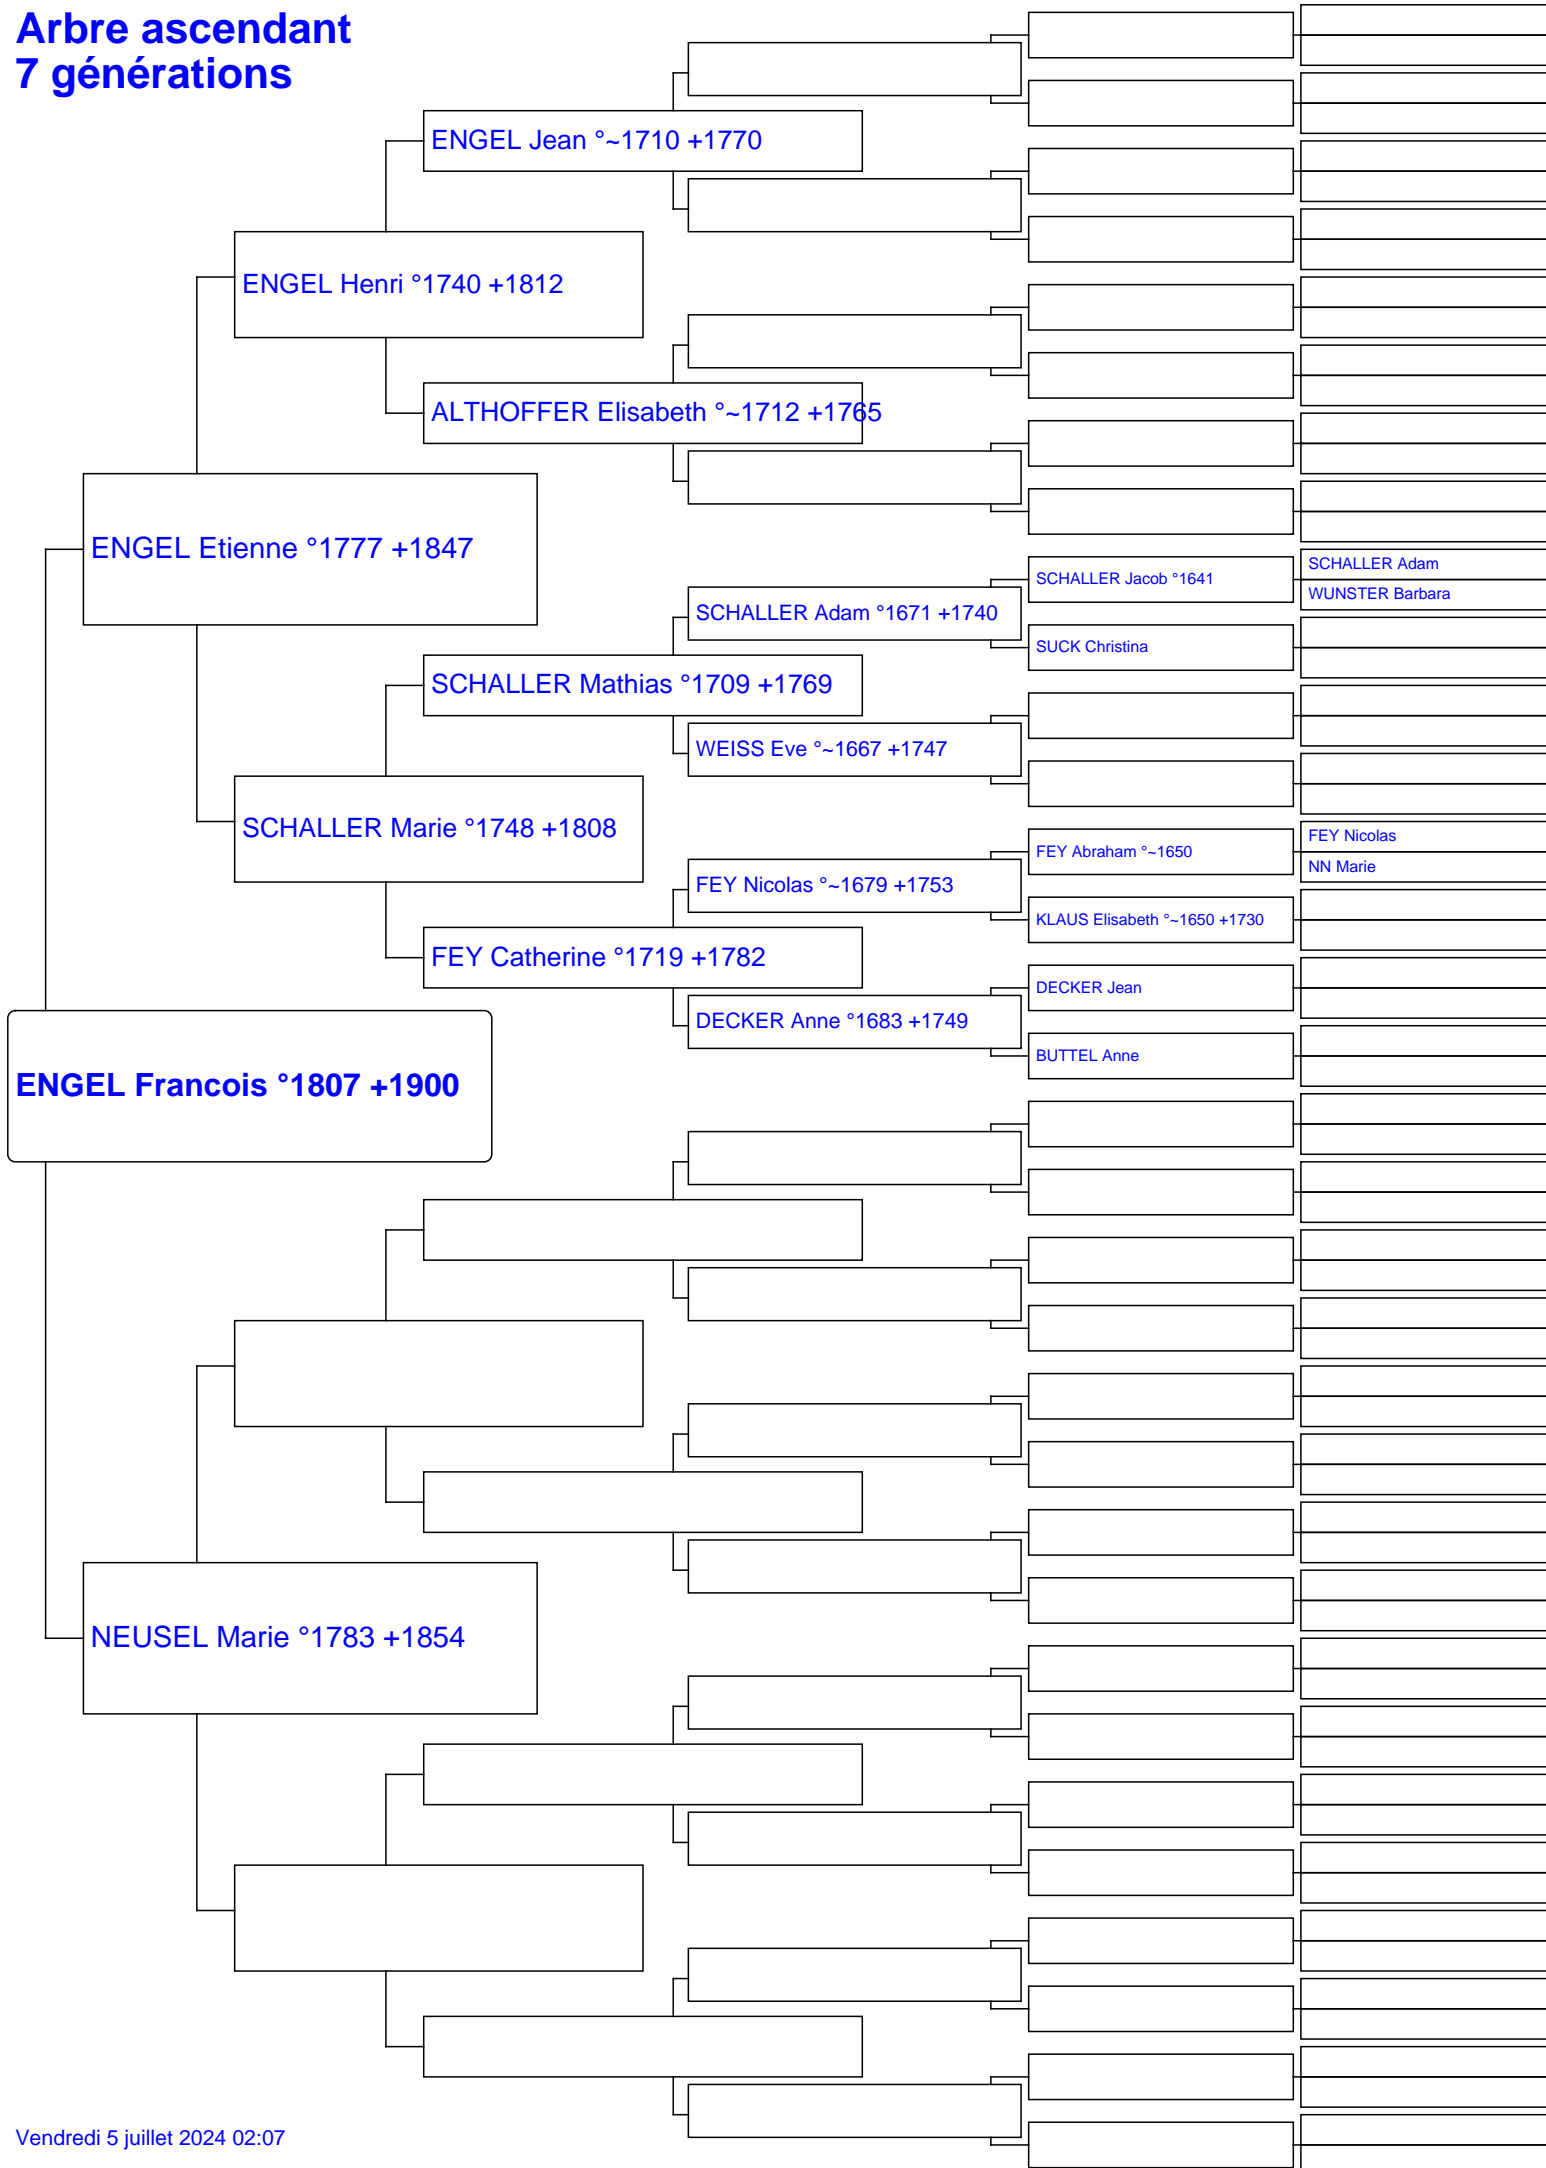 Arbre ascendant
7 générations
ENGEL Jean °~1710 +1770
ENGEL Henri °1740 +1812
ALTHOFFER Elisabeth °~1712 +1765
ENGEL Etienne °1777 +1847
SCHALLER Jacob °1641
SCHALLER Adam
WUNSTER Barbara
SCHALLER Adam °1671 +1740
SUCK Christina
SCHALLER Mathias °1709 +1769
WEISS Eve °~1667 +1747
SCHALLER Marie °1748 +1808
FEY Abraham °~1650
FEY Nicolas
NN Marie
FEY Nicolas °~1679 +1753
KLAUS Elisabeth °~1650 +1730
FEY Catherine °1719 +1782
DECKER Jean
DECKER Anne °1683 +1749
BUTTEL Anne
ENGEL Francois °1807 +1900
NEUSEL Marie °1783 +1854
Vendredi 5 juillet 2024 02:07